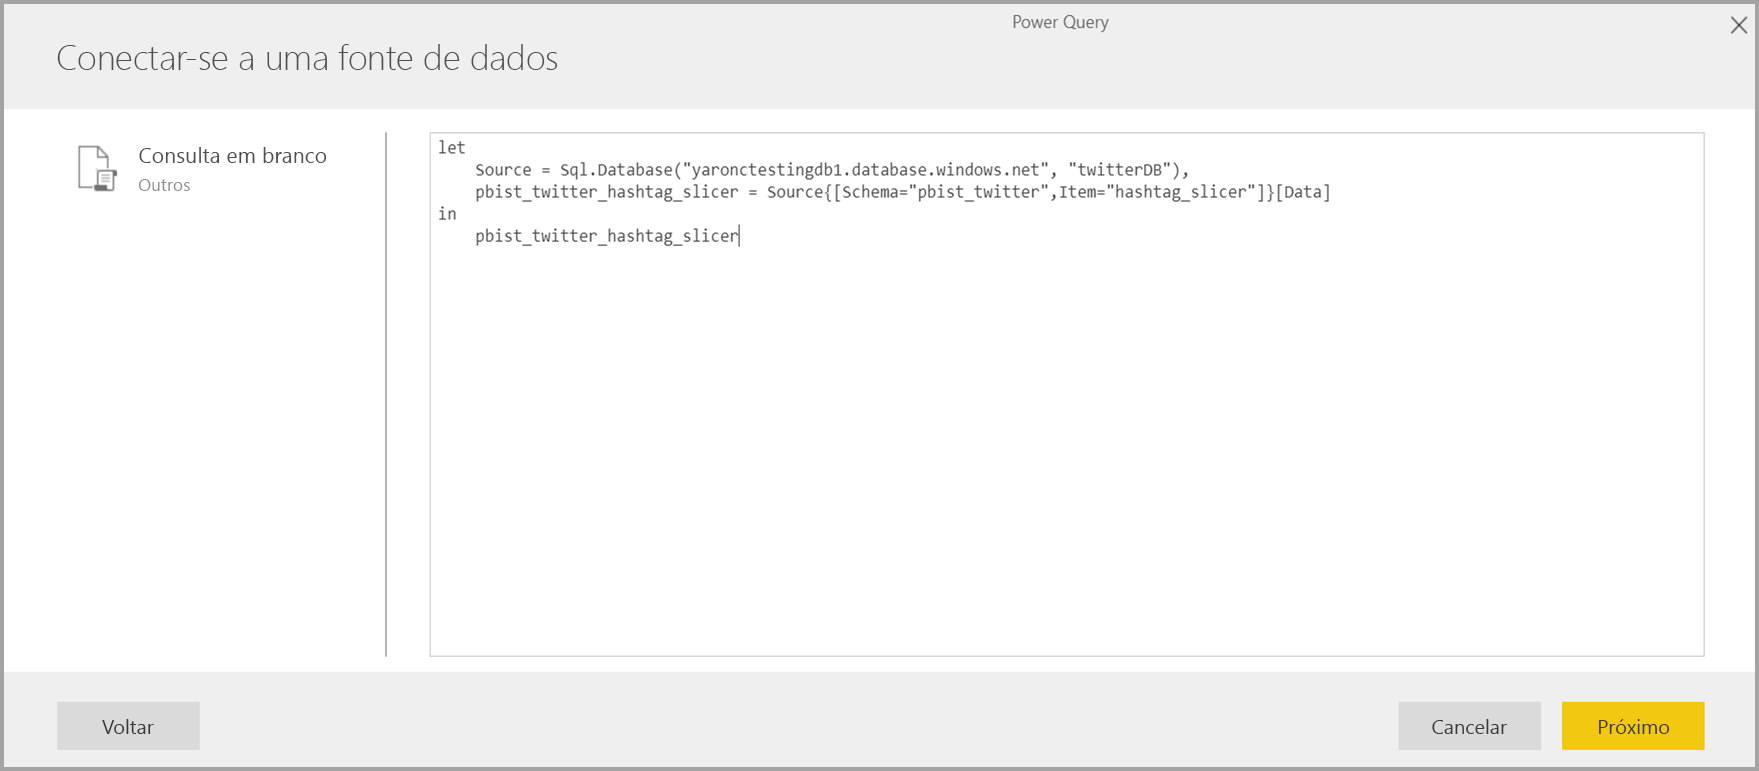 Power Query
Conectar-se a uma fonte de dados
Consulta em branco
Outros
let
    Source = Sql.Database("yaronctestingdb1.database.windows.net", "twitterDB"),
    pbist_twitter_hashtag_slicer = Source{[Schema="pbist_twitter",Item="hashtag_slicer"]}[Data]
in
    pbist_twitter_hashtag_slicer
Voltar
Cancelar
Próximo